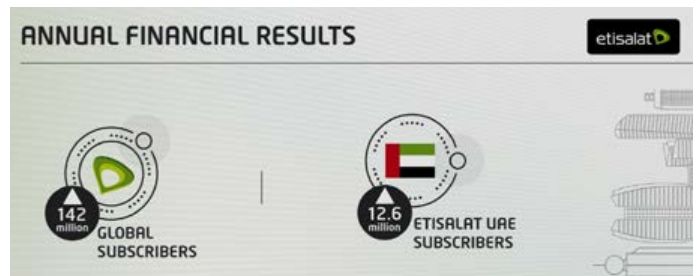 ANNUAL FINANCIAL RESULTS
etisalat
142
million
GLOBAL
SUBSCRIBERS
12.6
million
ETISALAT UAE
SUBSCRIBERS